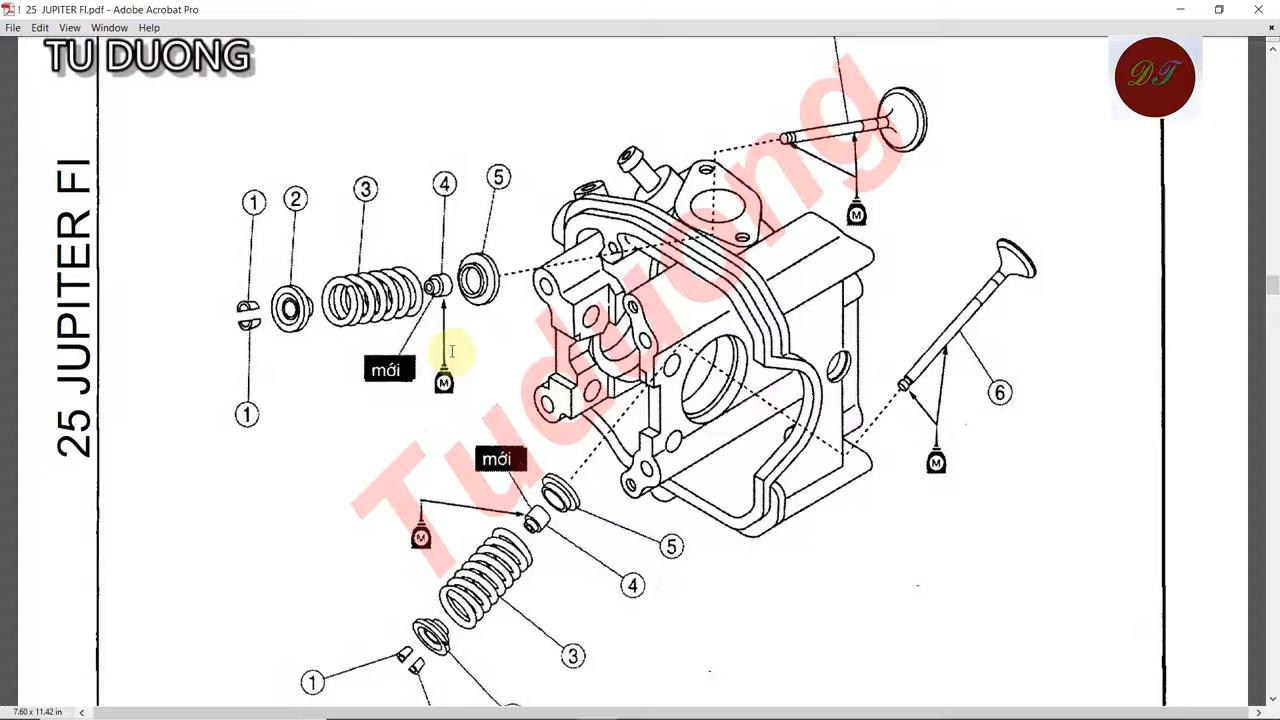 ! 25 JUPITER FI.pdf - Adobe Acrobat Pro
File Edit View Window Help
TU DUONG
DT
25 JUPITER FI
Tuduong
1
2
3
4
5
M
mới
M
1
6
M
mới
M
5
4
3
1
7.60 x 11.42 in